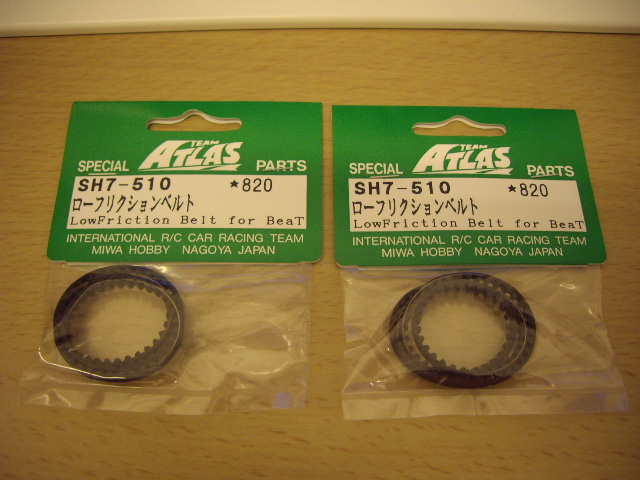 TEAM
SPECIAL ATLAS PARTS
SH7-510 ★820
ローフリクションベルト
LowFriction Belt for BeaT
INTERNATIONAL R/C CAR RACING TEAM
MIWA HOBBY NAGOYA JAPAN
TEAM
SPECIAL ATLAS PARTS
SH7-510 ★820
ローフリクションベルト
LowFriction Belt for BeaT
INTERNATIONAL R/C CAR RACING TEAM
MIWA HOBBY NAGOYA JAPAN